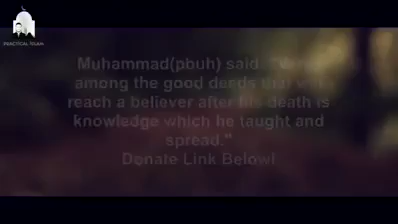 PRACTICAL ISLAM
Muhammad(pbuh) said, "
among the good deeds that will
reach a believer after his death is
knowledge which he taught and
spread."
Donate Link Below!